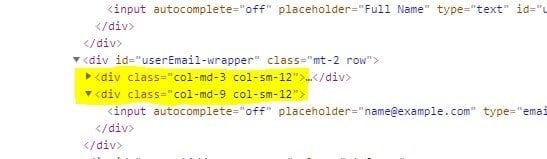 <input autocomplete="off" placeholder="Full Name" type="text" id="u
</div>
</div>
▼<div id="userEmail-wrapper" class="mt-2 row">
▶<div class="col-md-3 col-sm-12">…</div>
▼<div class="col-md-9 col-sm-12">
<input autocomplete="off" placeholder="name@example.com" type="emai
</div>
</div>